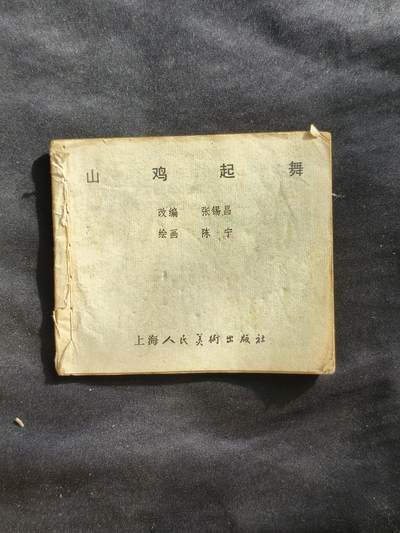 山鸡起舞
改编 张锡昌
绘画 陈宁
上海人民美術出版社